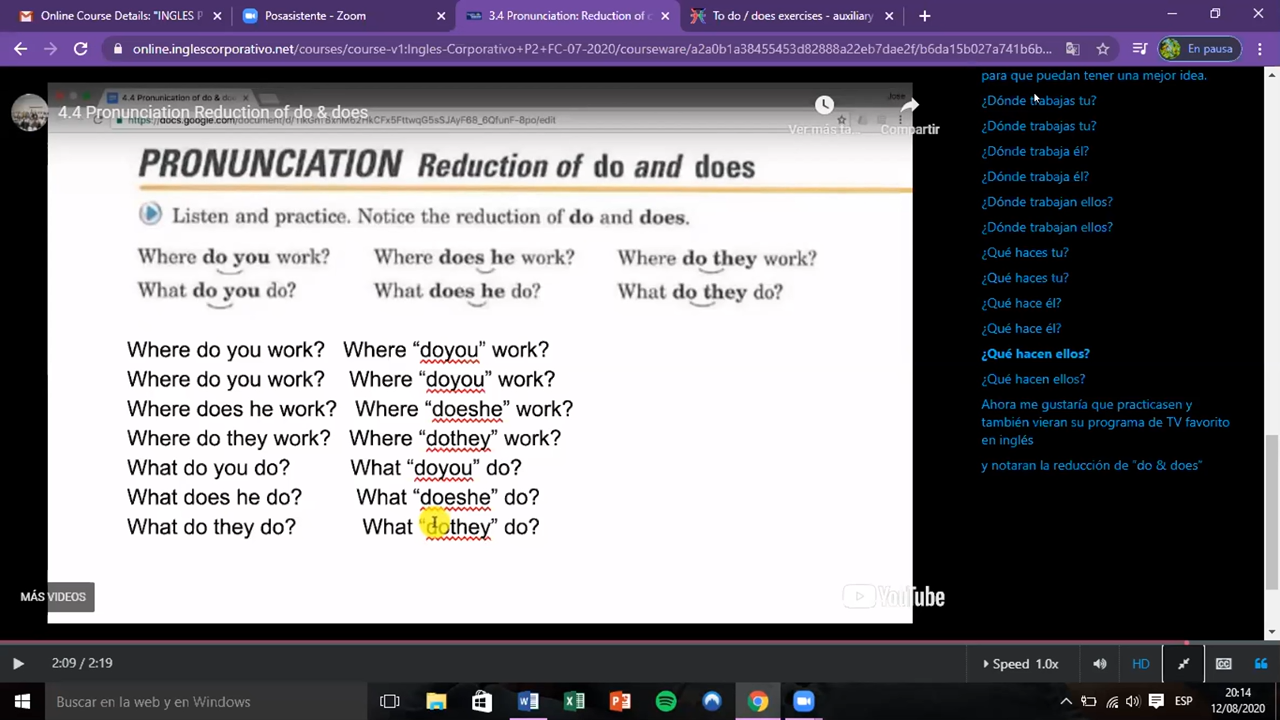 Online Course Details: "INGLES P
Posasistente - Zoom
3.4 Pronunciation: Reduction of d
To do / does exercises - auxiliary
online.inglescorporativo.net/courses/course-v1:Ingles-Corporativo+P2+FC-07-2020/courseware/a2a0b1a38455453d82888a22eb7dae2f/b6da15b027a741b6b...
En pausa
4.4 Pronunciation Reduction of do & does
Ver más ta...
Compartir
PRONUNCIATION Reduction of do and does
Listen and practice. Notice the reduction of do and does.
Where do you work? Where does he work? Where do they work?
What do you do? What does he do? What do they do?
Where do you work? Where "doyou" work?
Where do you work? Where "doyou" work?
Where does he work? Where "doeshe" work?
Where do they work? Where "dothey" work?
What do you do? What "doyou" do?
What does he do? What "doeshe" do?
What do they do? What "dothey" do?
MÁS VIDEOS
YouTube
para que puedan tener una mejor idea.
¿Dónde trabajas tu?
¿Dónde trabajas tu?
¿Dónde trabaja él?
¿Dónde trabaja él?
¿Dónde trabajan ellos?
¿Dónde trabajan ellos?
¿Qué haces tu?
¿Qué haces tu?
¿Qué hace él?
¿Qué hace él?
¿Qué hacen ellos?
¿Qué hacen ellos?
Ahora me gustaría que practicasen y
también vieran su programa de TV favorito
en inglés
y notaran la reducción de "do & does"
2:09 / 2:19
Speed 1.0x
HD
Buscar en la web y en Windows
ESP
20:14
12/08/2020